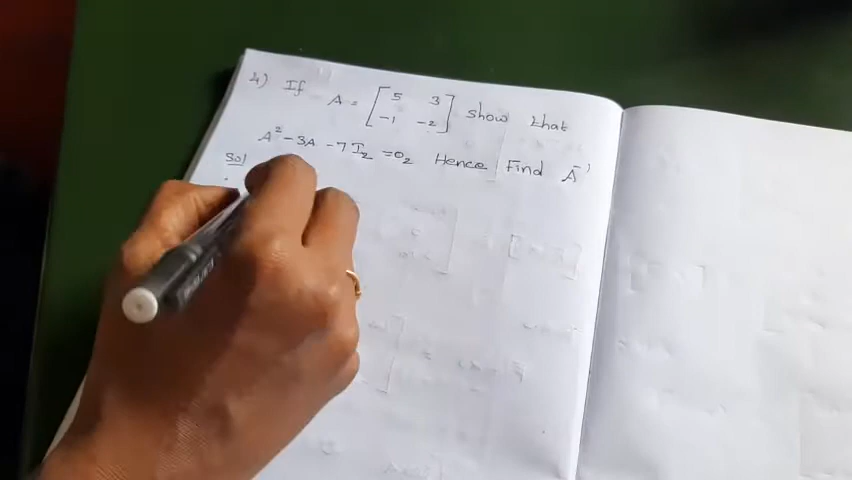 4) If A = [ 5 3 ] show that
[ -1 -2 ]
A² - 3A - 7I₂ = O₂ Hence Find A⁻¹
Sol